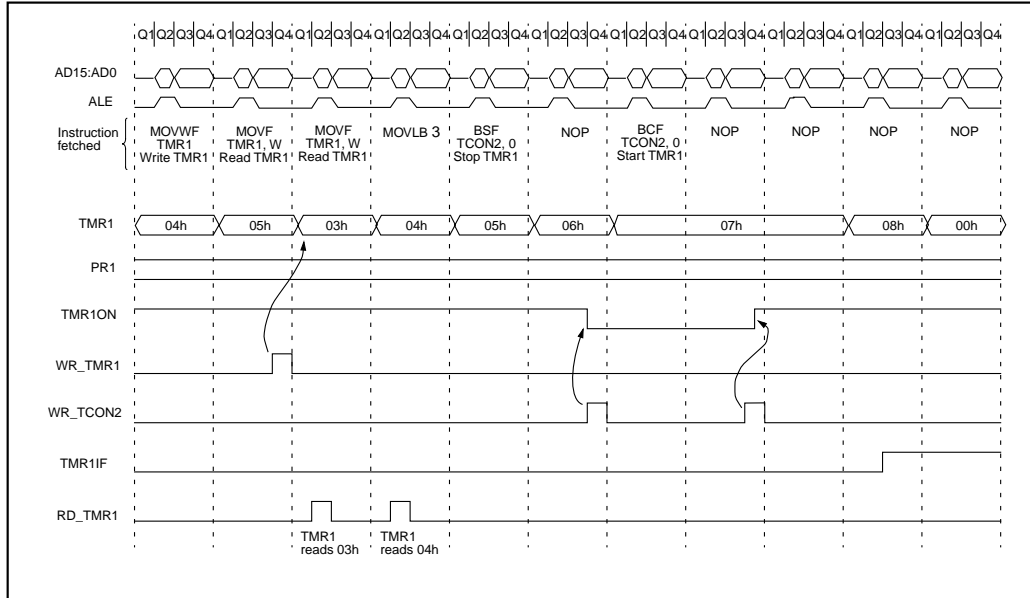 Q1 Q2 Q3 Q4 Q1 Q2 Q3 Q4 Q1 Q2 Q3 Q4 Q1 Q2 Q3 Q4 Q1 Q2 Q3 Q4 Q1 Q2 Q3 Q4 Q1 Q2 Q3 Q4 Q1 Q2 Q3 Q4 Q1 Q2 Q3 Q4 Q1 Q2 Q3 Q4 Q1 Q2 Q3 Q4
AD15:AD0
ALE
Instruction MOVWF MOVF MOVF MOVLB 3 BSF NOP BCF NOP NOP NOP NOP
fetched TMR1 TMR1, W TMR1, W TCON2, 0 TCON2, 0
Write TMR1 Read TMR1 Read TMR1 Stop TMR1 Start TMR1
TMR1 04h 05h 03h 04h 05h 06h 07h 08h 00h
PR1
TMR1ON
WR_TMR1
WR_TCON2
TMR1IF
RD_TMR1
TMR1 TMR1
reads 03h reads 04h